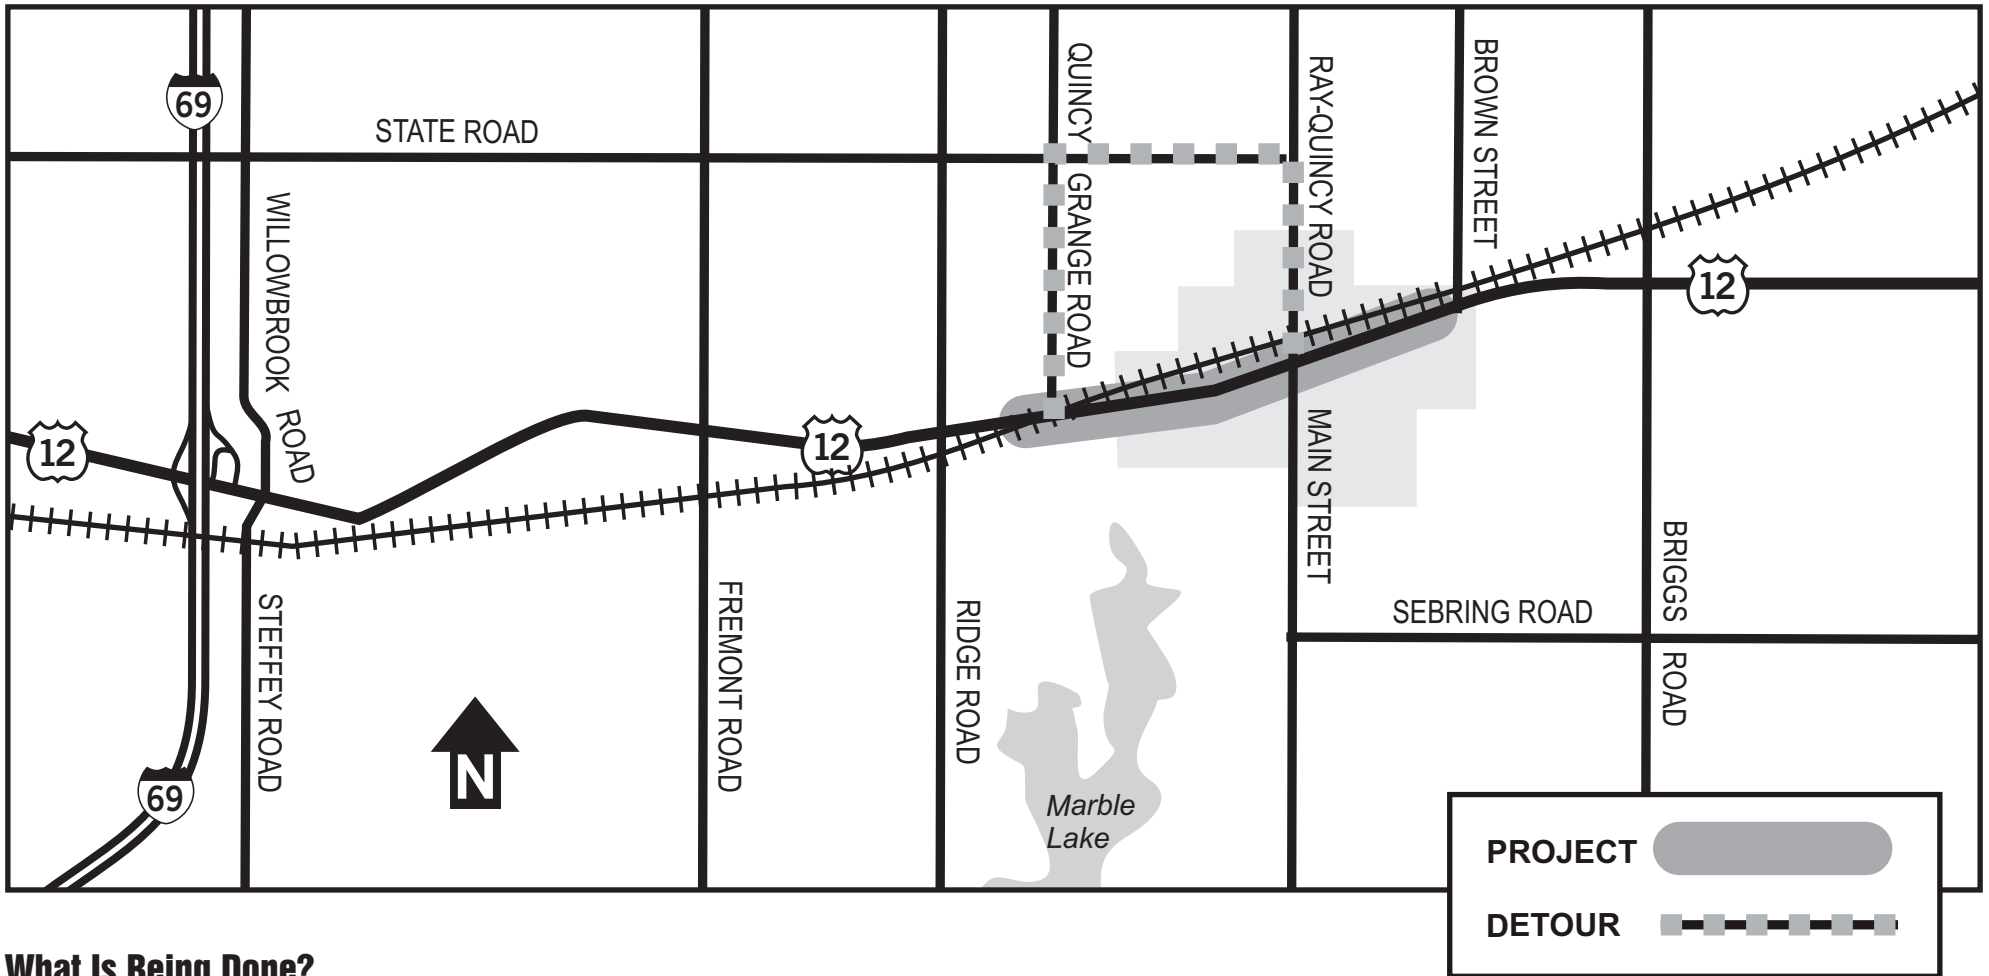 69
STATE ROAD
QUINCY GRANGE ROAD
RAY-QUINCY ROAD
BROWN STREET
WILLOWBROOK ROAD
12
12
12
MAIN STREET
STEFFEY ROAD
FREMONT ROAD
RIDGE ROAD
SEBRING ROAD
BRIGGS ROAD
N
69
Marble
Lake
PROJECT
DETOUR
What Is Being Done?